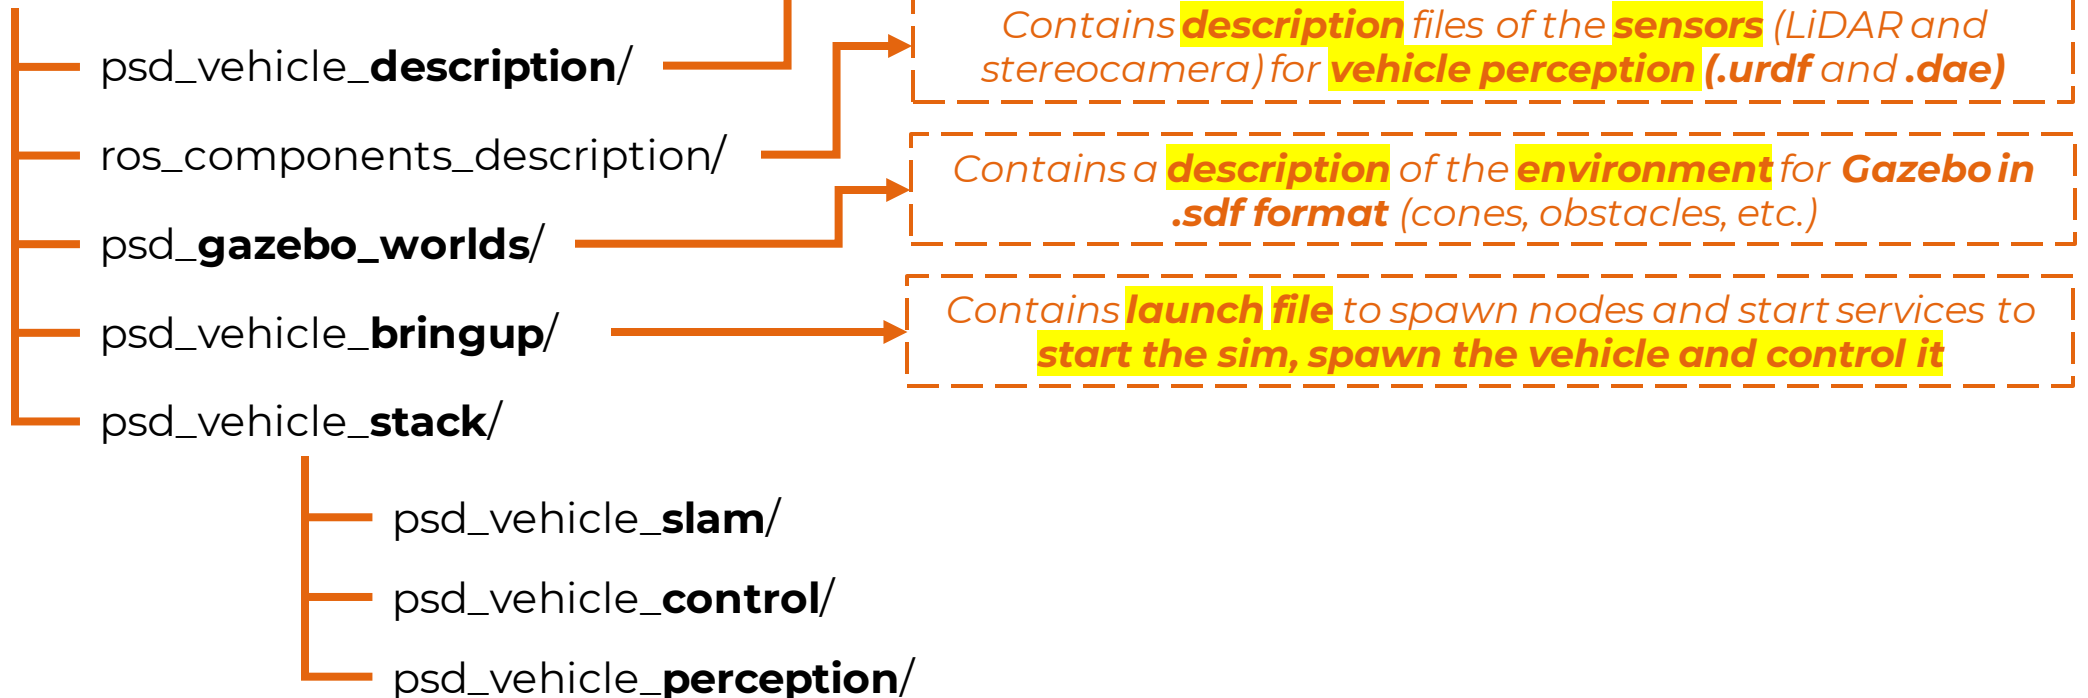 psd_vehicle_description/
Contains description files of the sensors (LiDAR and
stereocamera) for vehicle perception (.urdf and .dae)
ros_components_description/
Contains a description of the environment for Gazebo in
.sdf format (cones, obstacles, etc.)
psd_gazebo_worlds/
Contains launch file to spawn nodes and start services to
start the sim, spawn the vehicle and control it
psd_vehicle_bringup/
psd_vehicle_stack/
psd_vehicle_slam/
psd_vehicle_control/
psd_vehicle_perception/